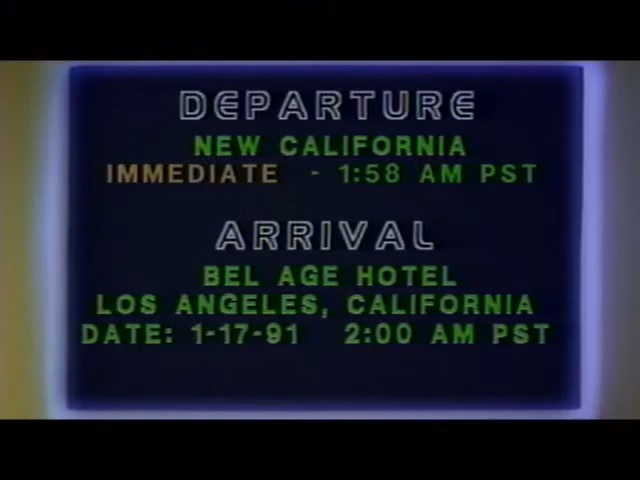 DEPARTURE
NEW CALIFORNIA
IMMEDIATE - 1:58 AM PST
ARRIVAL
BEL AGE HOTEL
LOS ANGELES, CALIFORNIA
DATE: 1-17-91 2:00 AM PST